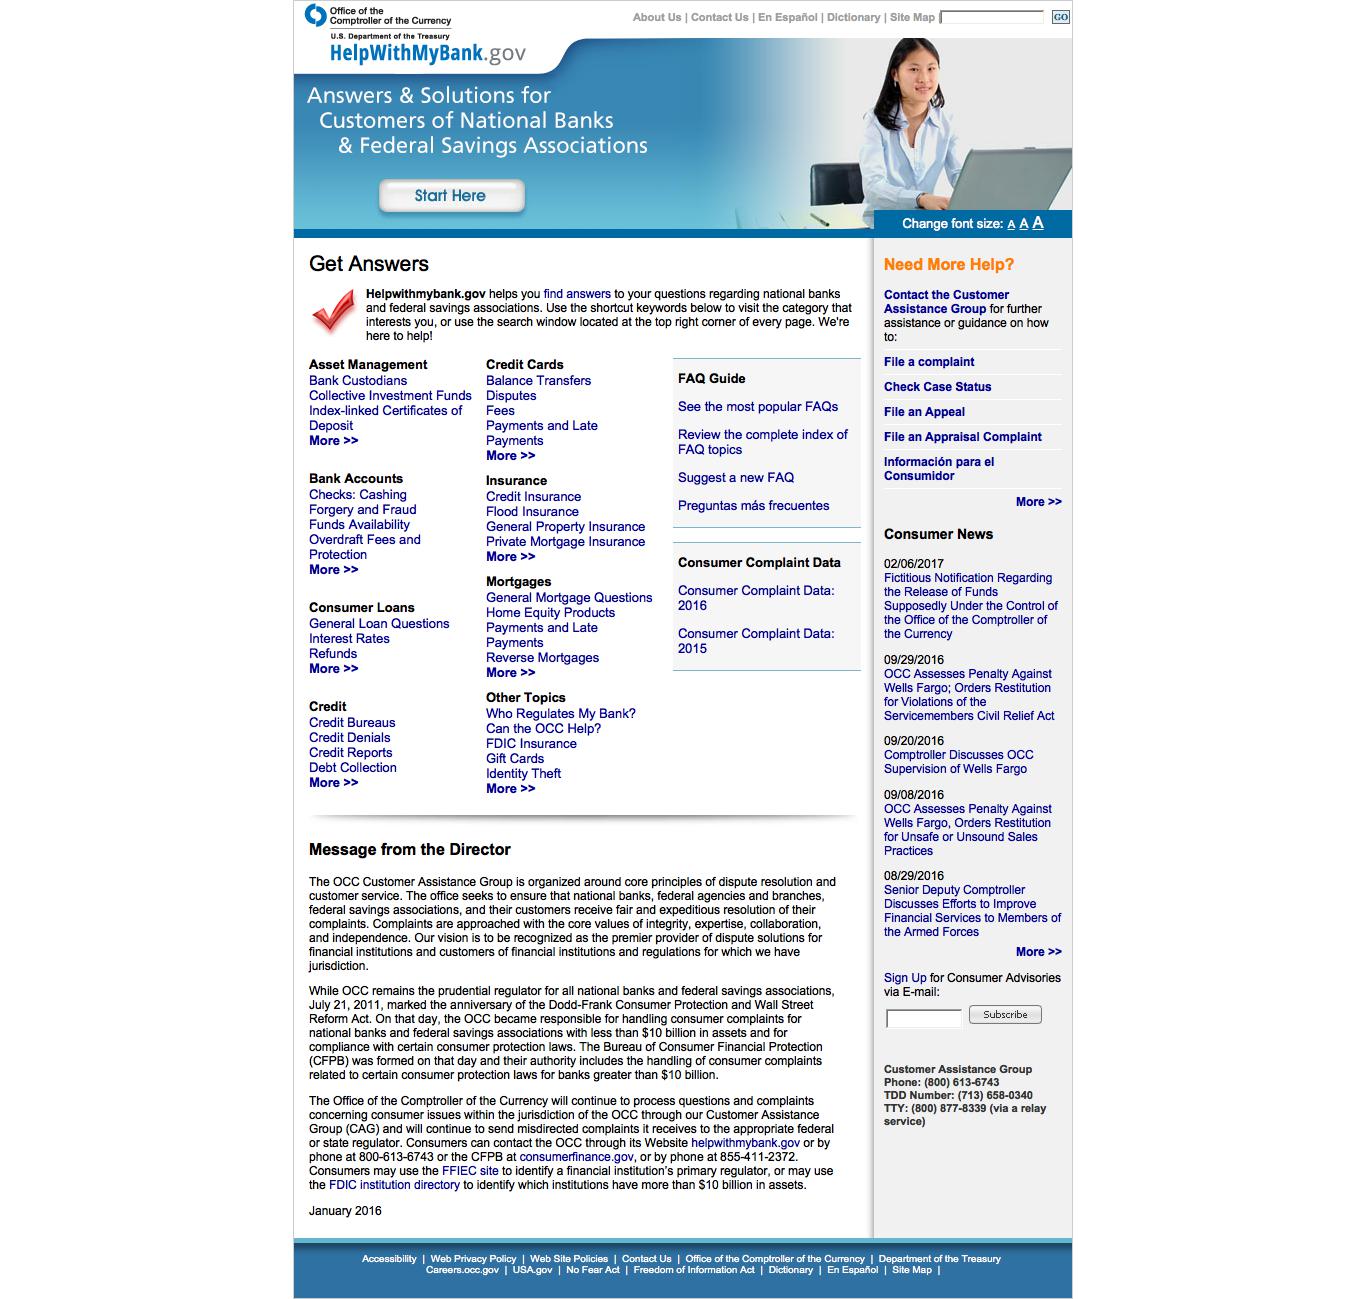 Office of the
Comptroller of the Currency
U.S. Department of the Treasury
HelpWithMyBank.gov
About Us | Contact Us | En Español | Dictionary | Site Map |
GO
Answers & Solutions for
Customers of National Banks
& Federal Savings Associations
Start Here
Change font size: A A A
Get Answers
Helpwithmybank.gov helps you find answers to your questions regarding national banks
and federal savings associations. Use the shortcut keywords below to visit the category that
interests you, or use the search window located at the top right corner of every page. We're
here to help!
Asset Management
Bank Custodians
Collective Investment Funds
Index-linked Certificates of
Deposit
More >>
Bank Accounts
Checks: Cashing
Forgery and Fraud
Funds Availability
Overdraft Fees and
Protection
More >>
Consumer Loans
General Loan Questions
Interest Rates
Refunds
More >>
Credit
Credit Bureaus
Credit Denials
Credit Reports
Debt Collection
More >>
Credit Cards
Balance Transfers
Disputes
Fees
Payments and Late
Payments
More >>
Insurance
Credit Insurance
Flood Insurance
General Property Insurance
Private Mortgage Insurance
More >>
Mortgages
General Mortgage Questions
Home Equity Products
Payments and Late
Payments
Reverse Mortgages
More >>
Other Topics
Who Regulates My Bank?
Can the OCC Help?
FDIC Insurance
Gift Cards
Identity Theft
More >>
FAQ Guide
See the most popular FAQs
Review the complete index of
FAQ topics
Suggest a new FAQ
Preguntas más frecuentes
Consumer Complaint Data
Consumer Complaint Data:
2016
Consumer Complaint Data:
2015
Message from the Director
The OCC Customer Assistance Group is organized around core principles of dispute resolution and
customer service. The office seeks to ensure that national banks, federal agencies and branches,
federal savings associations, and their customers receive fair and expeditious resolution of their
complaints. Complaints are approached with the core values of integrity, expertise, collaboration,
and independence. Our vision is to be recognized as the premier provider of dispute solutions for
financial institutions and customers of financial institutions and regulations for which we have
jurisdiction.
While OCC remains the prudential regulator for all national banks and federal savings associations,
July 21, 2011, marked the anniversary of the Dodd-Frank Consumer Protection and Wall Street
Reform Act. On that day, the OCC became responsible for handling consumer complaints for
national banks and federal savings associations with less than $10 billion in assets and for
compliance with certain consumer protection laws. The Bureau of Consumer Financial Protection
(CFPB) was formed on that day and their authority includes the handling of consumer complaints
related to certain consumer protection laws for banks greater than $10 billion.
The Office of the Comptroller of the Currency will continue to process questions and complaints
concerning consumer issues within the jurisdiction of the OCC through our Customer Assistance
Group (CAG) and will continue to send misdirected complaints it receives to the appropriate federal
or state regulator. Consumers can contact the OCC through its Website helpwithmybank.gov or by
phone at 800-613-6743 or the CFPB at consumerfinance.gov, or by phone at 855-411-2372.
Consumers may use the FFIEC site to identify a financial institution's primary regulator, or may use
the FDIC institution directory to identify which institutions have more than $10 billion in assets.
January 2016
Need More Help?
Contact the Customer
Assistance Group for further
assistance or guidance on how
to:
File a complaint
Check Case Status
File an Appeal
File an Appraisal Complaint
Información para el
Consumidor
More >>
Consumer News
02/06/2017
Fictitious Notification Regarding
the Release of Funds
Supposedly Under the Control of
the Office of the Comptroller of
the Currency
09/29/2016
OCC Assesses Penalty Against
Wells Fargo; Orders Restitution
for Violations of the
Servicemembers Civil Relief Act
09/20/2016
Comptroller Discusses OCC
Supervision of Wells Fargo
09/08/2016
OCC Assesses Penalty Against
Wells Fargo, Orders Restitution
for Unsafe or Unsound Sales
Practices
08/29/2016
Senior Deputy Comptroller
Discusses Efforts to Improve
Financial Services to Members of
the Armed Forces
More >>
Sign Up for Consumer Advisories
via E-mail:
Subscribe
Customer Assistance Group
Phone: (800) 613-6743
TDD Number: (713) 658-0340
TTY: (800) 877-8339 (via a relay
service)
Accessibility | Web Privacy Policy | Web Site Policies | Contact Us | Office of the Comptroller of the Currency | Department of the Treasury
Careers.occ.gov | USA.gov | No Fear Act | Freedom of Information Act | Dictionary | En Español | Site Map |